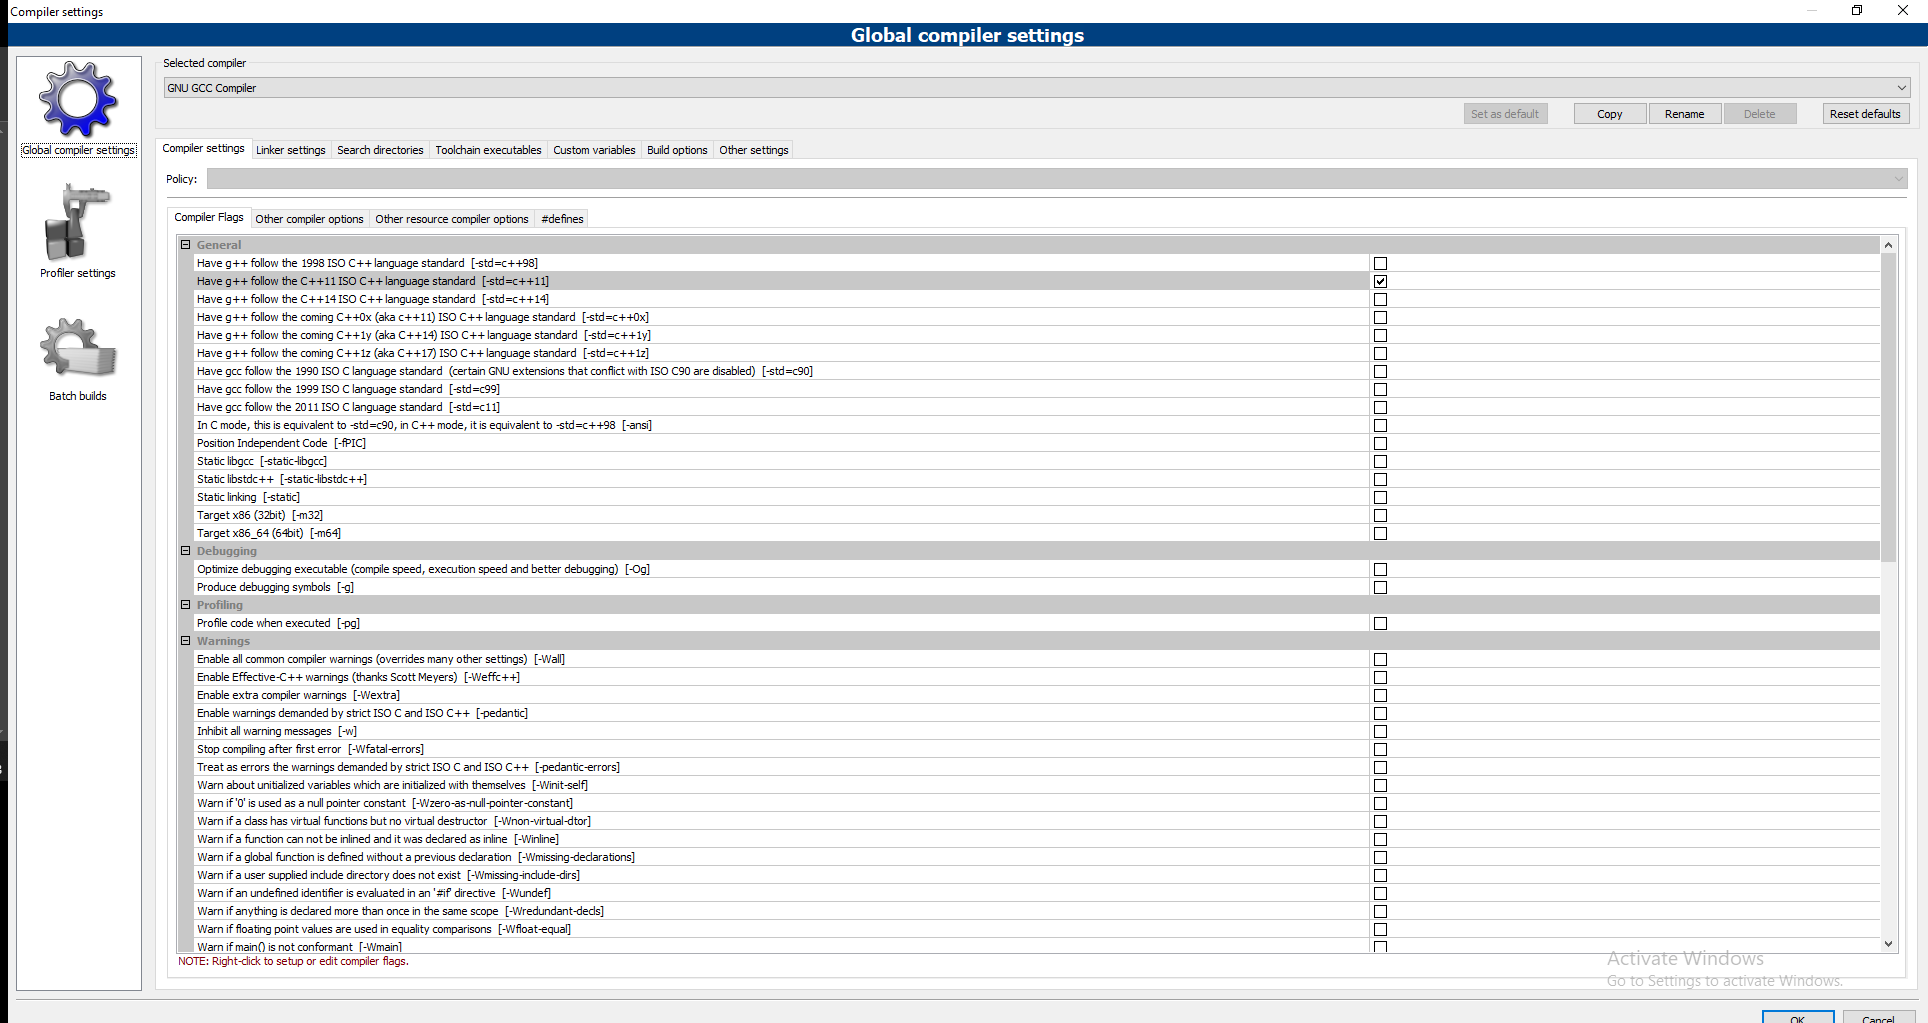 Compiler settings
Global compiler settings
Global compiler settings
Profiler settings
Batch builds
Selected compiler
GNU GCC Compiler
Set as default Copy Rename Delete Reset defaults
Compiler settings Linker settings Search directories Toolchain executables Custom variables Build options Other settings
Policy:
Compiler Flags Other compiler options Other resource compiler options #defines
General
Have g++ follow the 1998 ISO C++ language standard [-std=c++98]
Have g++ follow the C++11 ISO C++ language standard [-std=c++11]
Have g++ follow the C++14 ISO C++ language standard [-std=c++14]
Have g++ follow the coming C++0x (aka c++11) ISO C++ language standard [-std=c++0x]
Have g++ follow the coming C++1y (aka C++14) ISO C++ language standard [-std=c++1y]
Have g++ follow the coming C++1z (aka C++17) ISO C++ language standard [-std=c++1z]
Have gcc follow the 1990 ISO C language standard (certain GNU extensions that conflict with ISO C90 are disabled) [-std=c90]
Have gcc follow the 1999 ISO C language standard [-std=c99]
Have gcc follow the 2011 ISO C language standard [-std=c11]
In C mode, this is equivalent to -std=c90, in C++ mode, it is equivalent to -std=c++98 [-ansi]
Position Independent Code [-fPIC]
Static libgcc [-static-libgcc]
Static libstdc++ [-static-libstdc++]
Static linking [-static]
Target x86 (32bit) [-m32]
Target x86_64 (64bit) [-m64]
Debugging
Optimize debugging executable (compile speed, execution speed and better debugging) [-Og]
Produce debugging symbols [-g]
Profiling
Profile code when executed [-pg]
Warnings
Enable all common compiler warnings (overrides many other settings) [-Wall]
Enable Effective-C++ warnings (thanks Scott Meyers) [-Weffc++]
Enable extra compiler warnings [-Wextra]
Enable warnings demanded by strict ISO C and ISO C++ [-pedantic]
Inhibit all warning messages [-w]
Stop compiling after first error [-Wfatal-errors]
Treat as errors the warnings demanded by strict ISO C and ISO C++ [-pedantic-errors]
Warn about unitialized variables which are initialized with themselves [-Winit-self]
Warn if '0' is used as a null pointer constant [-Wzero-as-null-pointer-constant]
Warn if a class has virtual functions but no virtual destructor [-Wnon-virtual-dtor]
Warn if a function can not be inlined and it was declared as inline [-Winline]
Warn if a global function is defined without a previous declaration [-Wmissing-declarations]
Warn if a user supplied include directory does not exist [-Wmissing-include-dirs]
Warn if an undefined identifier is evaluated in an '#if' directive [-Wundef]
Warn if anything is declared more than once in the same scope [-Wredundant-decls]
Warn if floating point values are used in equality comparisons [-Wfloat-equal]
Warn if main() is not conformant [-Wmain]
NOTE: Right-click to setup or edit compiler flags.
Activate Windows
Go to Settings to activate Windows.
OK Cancel